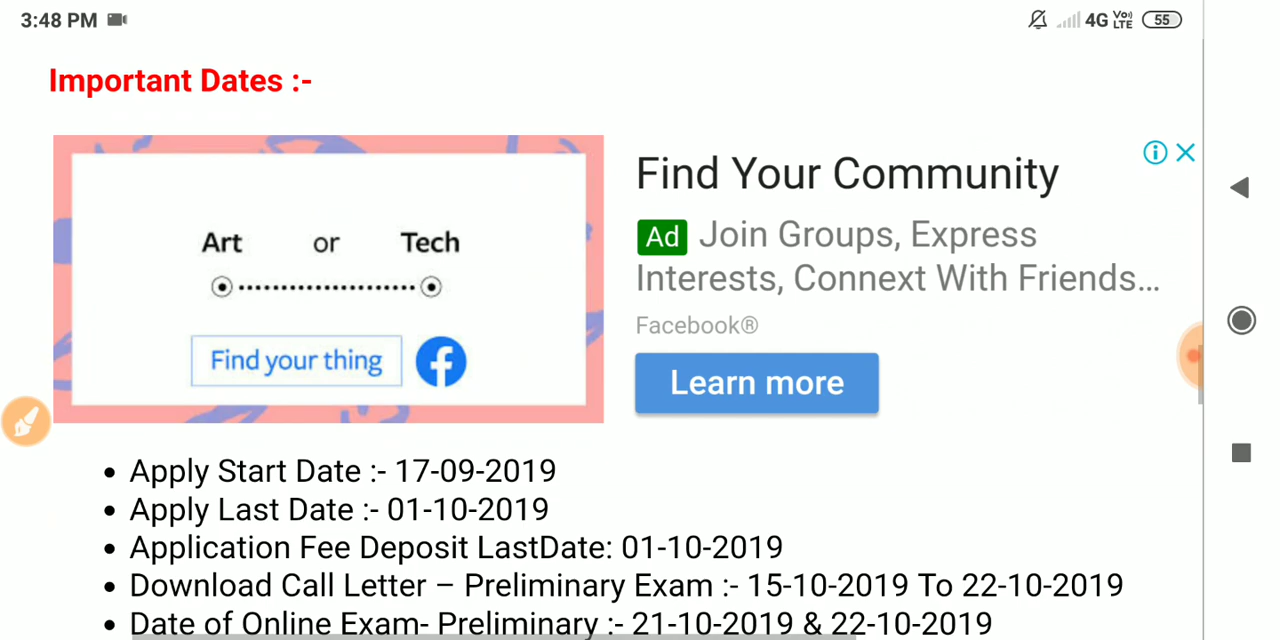 3:48 PM 4G Vo) LTE 55
Important Dates :-
Art or Tech
Find your thing
Find Your Community
Ad Join Groups, Express
Interests, Connext With Friends...
Facebook®
Learn more
• Apply Start Date :- 17-09-2019
• Apply Last Date :- 01-10-2019
• Application Fee Deposit LastDate: 01-10-2019
• Download Call Letter – Preliminary Exam :- 15-10-2019 To 22-10-2019
• Date of Online Exam- Preliminary :- 21-10-2019 & 22-10-2019